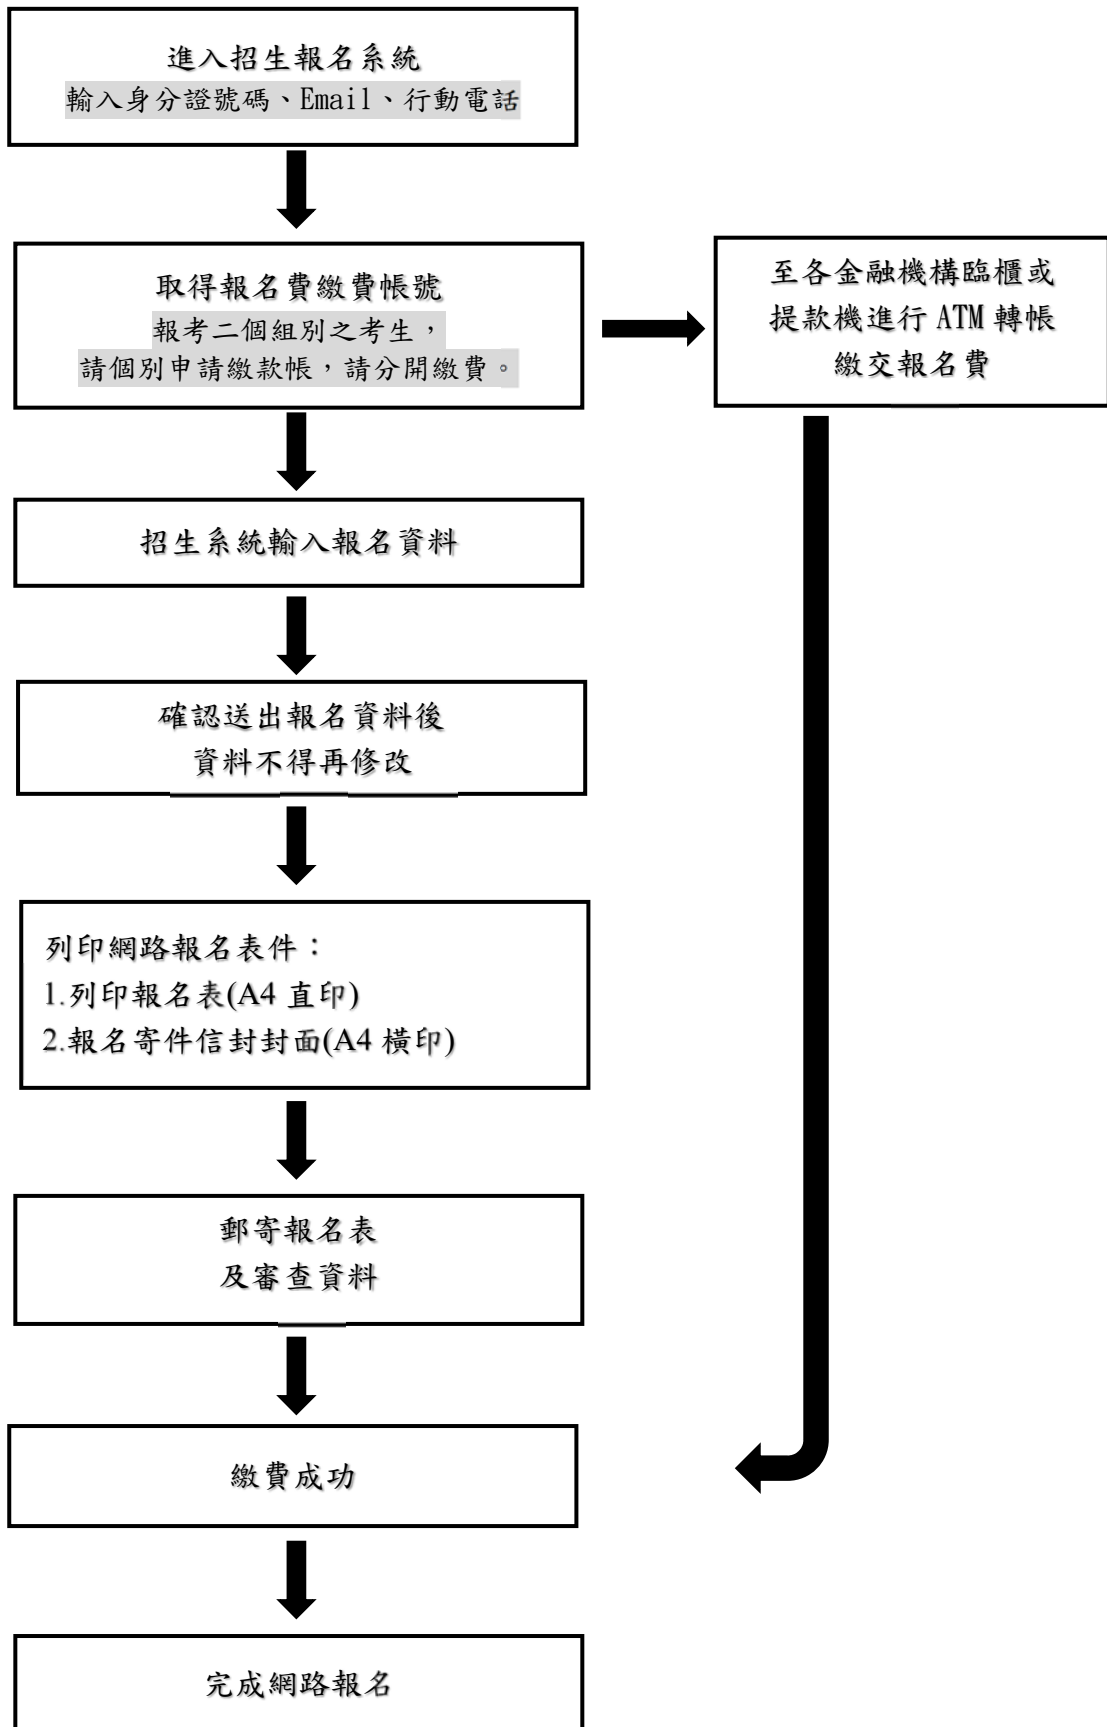 進入招生報名系統
輸入身分證號碼、Email、行動電話
取得報名費繳費帳號
報考二個組別之考生，
請個別申請繳款帳，請分開繳費。
至各金融機構臨櫃或
提款機進行 ATM 轉帳
繳交報名費
招生系統輸入報名資料
確認送出報名資料後
資料不得再修改
列印網路報名表件：
1.列印報名表(A4 直印)
2.報名寄件信封封面(A4 橫印)
郵寄報名表
及審查資料
繳費成功
完成網路報名